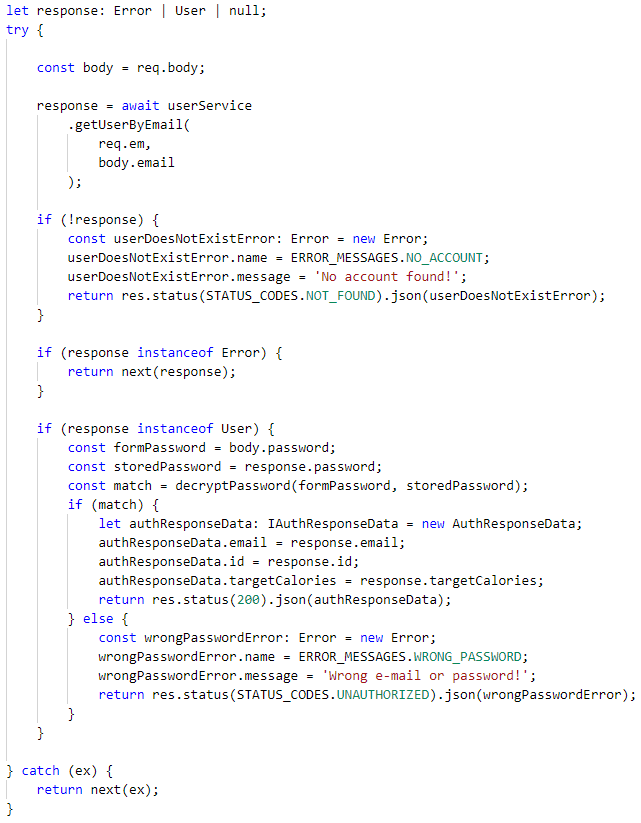 let response: Error | User | null;
try {
    const body = req.body;
    response = await userService
        .getUserByEmail(
            req.em,
            body.email
        );
    if (!response) {
        const userDoesNotExistError: Error = new Error;
        userDoesNotExistError.name = ERROR_MESSAGES.NO_ACCOUNT;
        userDoesNotExistError.message = 'No account found!';
        return res.status(STATUS_CODES.NOT_FOUND).json(userDoesNotExistError);
    }
    if (response instanceof Error) {
        return next(response);
    }
    if (response instanceof User) {
        const formPassword = body.password;
        const storedPassword = response.password;
        const match = decryptPassword(formPassword, storedPassword);
        if (match) {
            let authResponseData: IAuthResponseData = new AuthResponseData;
            authResponseData.email = response.email;
            authResponseData.id = response.id;
            authResponseData.targetCalories = response.targetCalories;
            return res.status(200).json(authResponseData);
        } else {
            const wrongPasswordError: Error = new Error;
            wrongPasswordError.name = ERROR_MESSAGES.WRONG_PASSWORD;
            wrongPasswordError.message = 'Wrong e-mail or password!';
            return res.status(STATUS_CODES.UNAUTHORIZED).json(wrongPasswordError);
        }
    }
} catch (ex) {
    return next(ex);
}